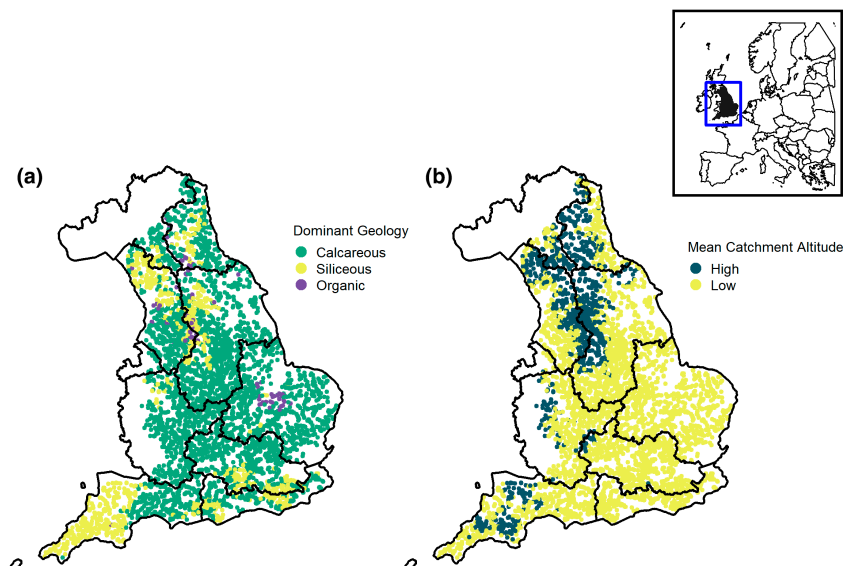 (a)
Dominant Geology
Calcareous
Siliceous
Organic
(b)
Mean Catchment Altitude
High
Low